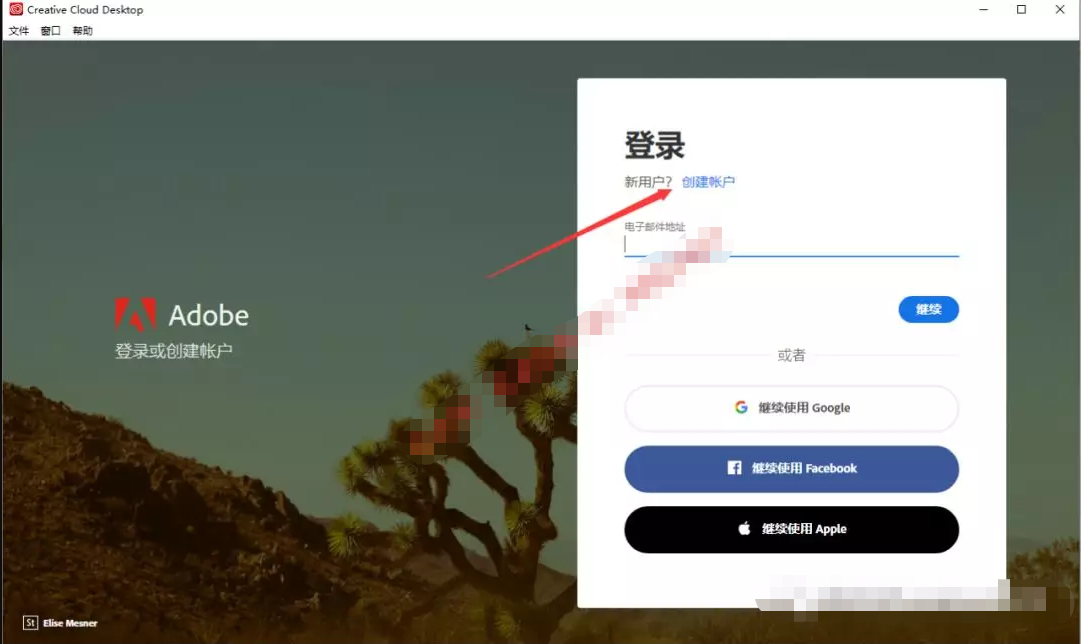 Creative Cloud Desktop
文件 窗口 帮助
登录
新用户? 创建帐户
电子邮件地址
继续
Adobe
登录或创建帐户
或者
继续使用 Google
继续使用 Facebook
继续使用 Apple
St Elise Mesner